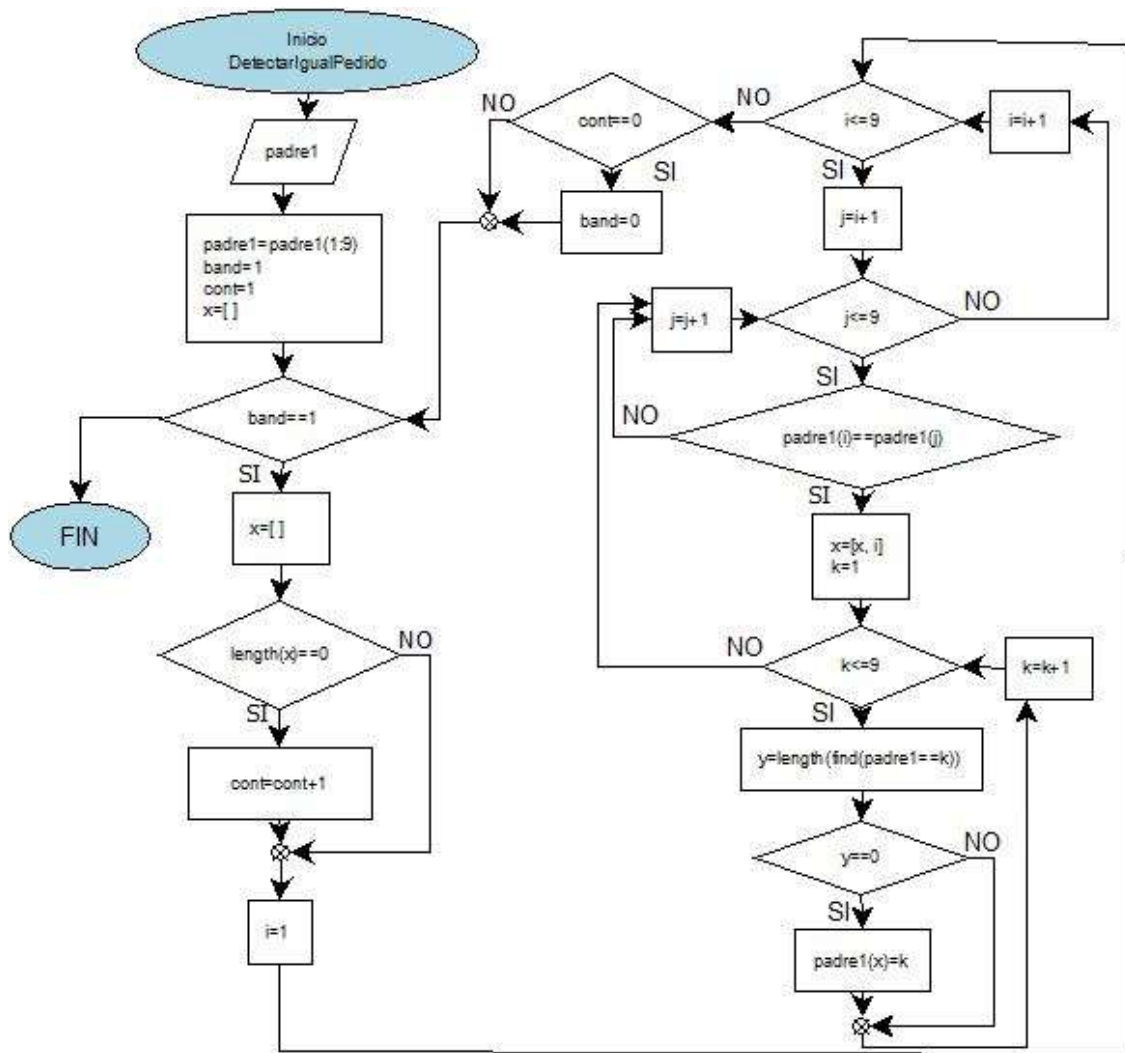 Inicio
DetectarIgualPedido
padre1
padre1=padre1(1:9)
band=1
cont=1
x=[ ]
band==1
SI
FIN
x=[ ]
length(x)==0
NO
SI
cont=cont+1
i=1
NO
cont==0
SI
band=0
NO
i<=9
i=i+1
SI
j=i+1
j=j+1
j<=9
NO
SI
NO
padre1(i)==padre1(j)
SI
x=[x, i]
k=1
NO
k<=9
k=k+1
SI
y=length(find(padre1==k))
y==0
NO
SI
padre1(x)=k